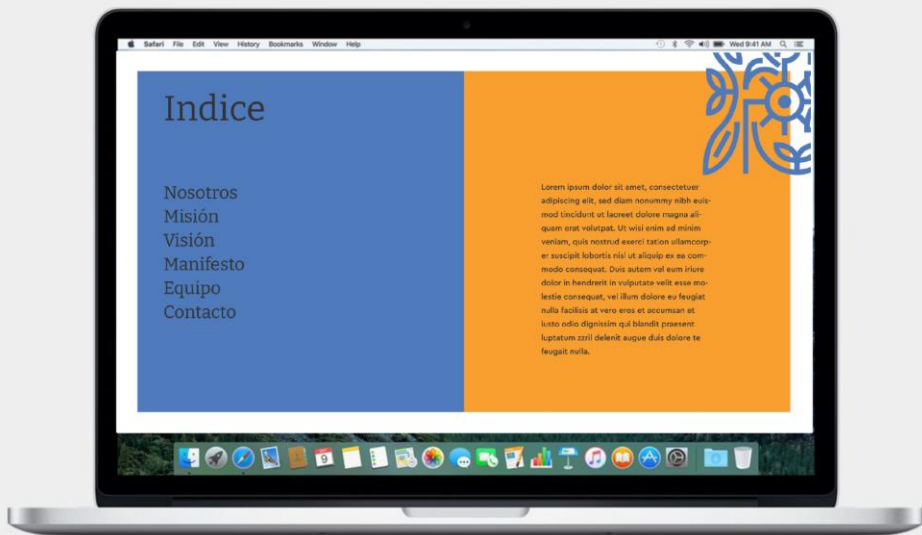 Safari File Edit View History Bookmarks Window Help
Wed 9:41 AM
Indice
Nosotros
Misión
Visión
Manifesto
Equipo
Contacto
Lorem ipsum dolor sit amet, consectetuer
adipiscing elit, sed diam nonummy nibh euis-
mod tincidunt ut laoreet dolore magna ali-
quam erat volutpat. Ut wisi enim ad minim
veniam, quis nostrud exerci tation ullamcorp-
er suscipit lobortis nisl ut aliquip ex ea com-
modo consequat. Duis autem vel eum iriure
dolor in hendrerit in vulputate velit esse mo-
lestie consequat, vel illum dolore eu feugiat
nulla facilisis at vero eros et accumsan et
iusto odio dignissim qui blandit praesent
luptatum zzril delenit augue duis dolore te
feugait nulla.
9